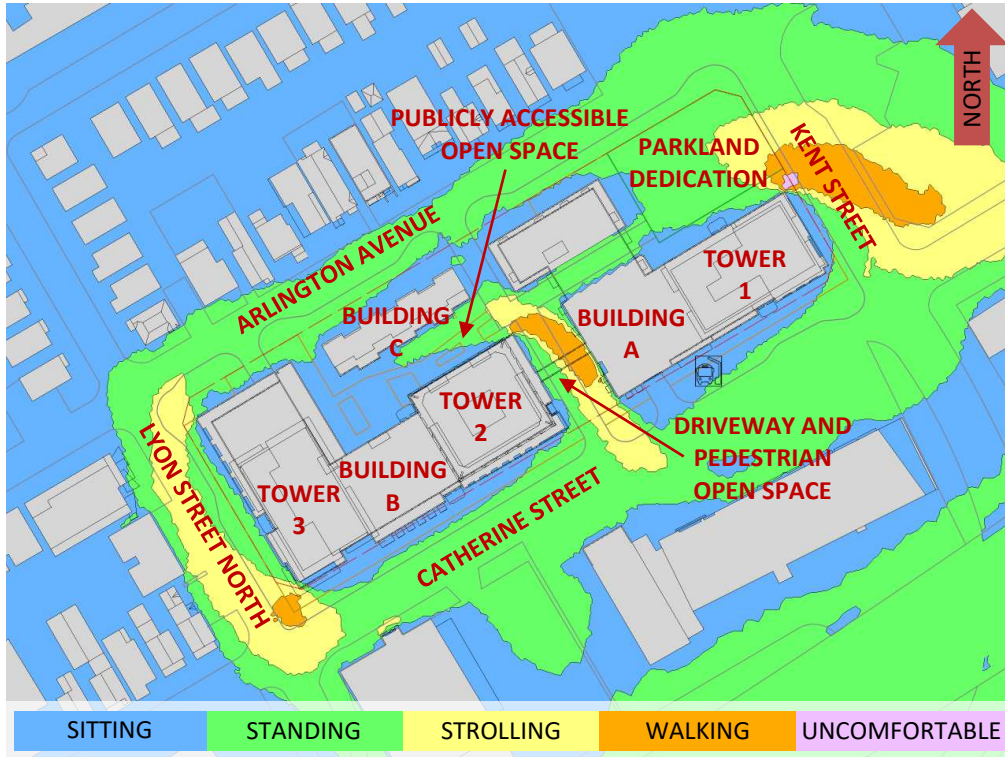 NORTH
PUBLICLY ACCESSIBLE
OPEN SPACE
PARKLAND
DEDICATION
KENT STREET
ARLINGTON AVENUE
TOWER
1
BUILDING
C
BUILDING
A
TOWER
2
DRIVEWAY AND
PEDESTRIAN
OPEN SPACE
LYON STREET NORTH
BUILDING
B
TOWER
3
CATHERINE STREET
SITTING
STANDING
STROLLING
WALKING
UNCOMFORTABLE